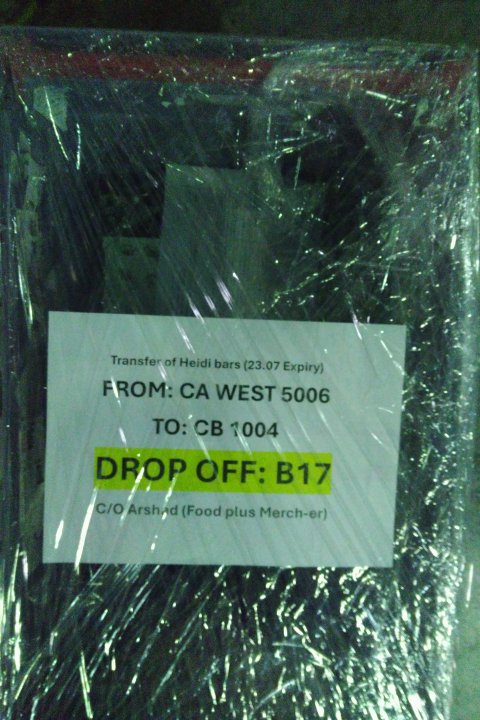 Transfer of Heidi bars (23.07 Expiry)
FROM: CA WEST 5006
TO: CB 1004
DROP OFF: B17
C/O Arshad (Food plus Merch-er)